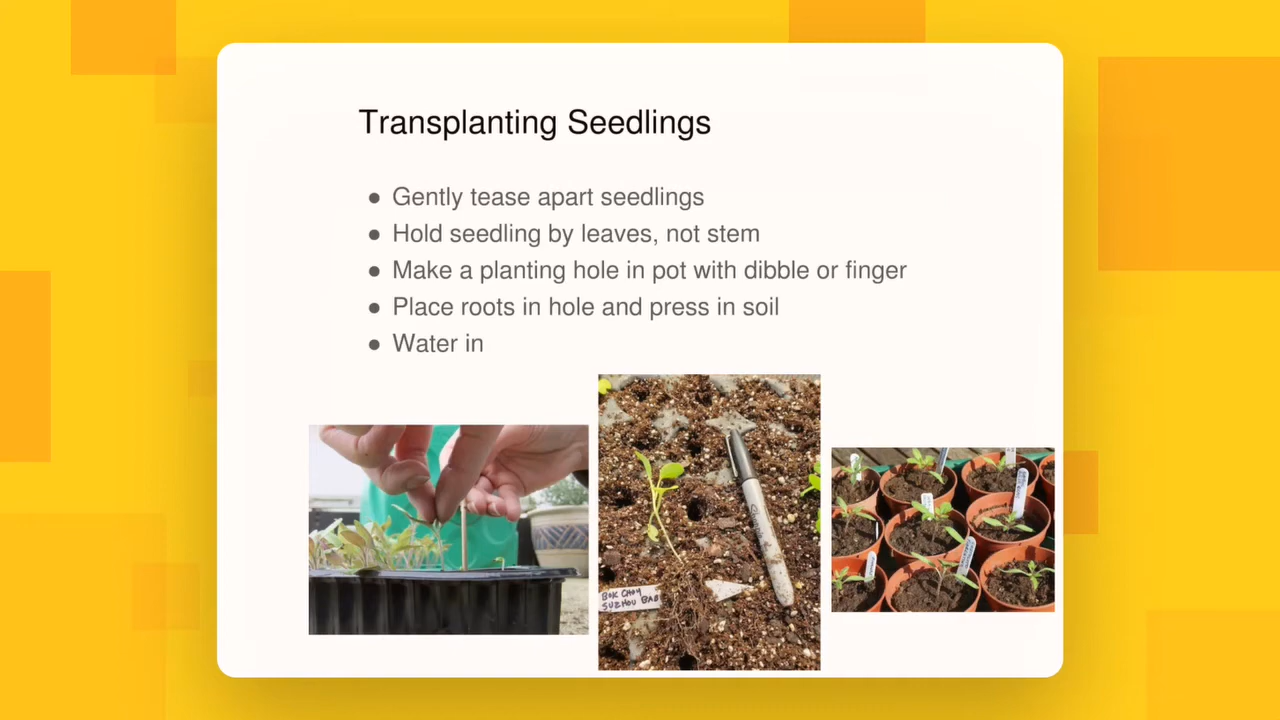 Transplanting Seedlings
● Gently tease apart seedlings
● Hold seedling by leaves, not stem
● Make a planting hole in pot with dibble or finger
● Place roots in hole and press in soil
● Water in
BOK CHOY
SUZHOU BAB
Sharpie